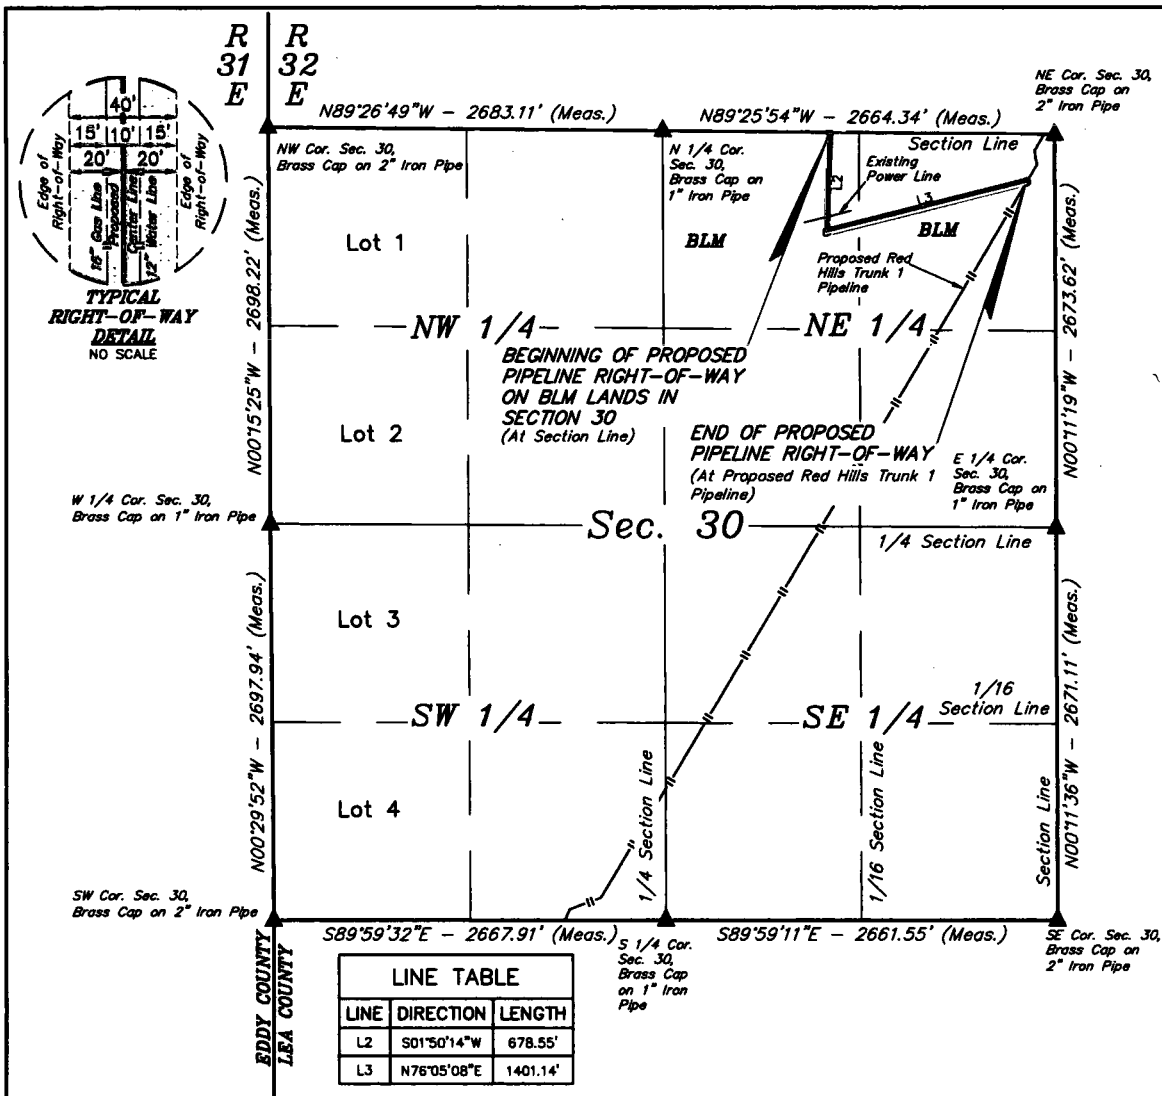 R R
31 32
E E
N89°26'49"W – 2683.11' (Meas.)
N89°25'54"W – 2664.34' (Meas.)
NE Cor. Sec. 30,
Brass Cap on
2" Iron Pipe
Section Line
NW Cor. Sec. 30,
Brass Cap on 2" Iron Pipe
N 1/4 Cor.
Sec. 30,
Brass Cap on
1" Iron Pipe
Existing
Power Line
L2
L3
40'
15' 10' 15'
20' 20'
Edge of
Right-of-Way
16" Gas Line
Proposed
Center Line
12" Water Line
Edge of
Right-of-Way
TYPICAL
RIGHT-OF-WAY
DETAIL
NO SCALE
N00°15'25"W – 2698.22' (Meas.)
Lot 1
BLM
BLM
Proposed Red
Hills Trunk 1
Pipeline
N00°11'19"W – 2673.62' (Meas.)
NW 1/4
NE 1/4
BEGINNING OF PROPOSED
PIPELINE RIGHT-OF-WAY
ON BLM LANDS IN
SECTION 30
(At Section Line)
Lot 2
END OF PROPOSED
PIPELINE RIGHT-OF-WAY
(At Proposed Red Hills Trunk 1
Pipeline)
E 1/4 Cor.
Sec. 30,
Brass Cap on
1" Iron Pipe
W 1/4 Cor. Sec. 30,
Brass Cap on 1" Iron Pipe
Sec. 30
1/4 Section Line
N00°29'52"W – 2697.94' (Meas.)
Lot 3
N00°11'36"W – 2671.11' (Meas.)
SW 1/4
SE 1/4
1/16
Section Line
Lot 4
1/4 Section Line
1/16 Section Line
Section Line
SW Cor. Sec. 30,
Brass Cap on 2" Iron Pipe
S89°59'32"E – 2667.91' (Meas.)
S 1/4 Cor.
Sec. 30,
Brass Cap
on 1" Iron
Pipe
S89°59'11"E – 2661.55' (Meas.)
SE Cor. Sec. 30,
Brass Cap on
2" Iron Pipe
EDDY COUNTY
LEA COUNTY
LINE TABLE
LINE DIRECTION LENGTH
L2 S01°50'14"W 678.55'
L3 N76°05'08"E 1401.14'